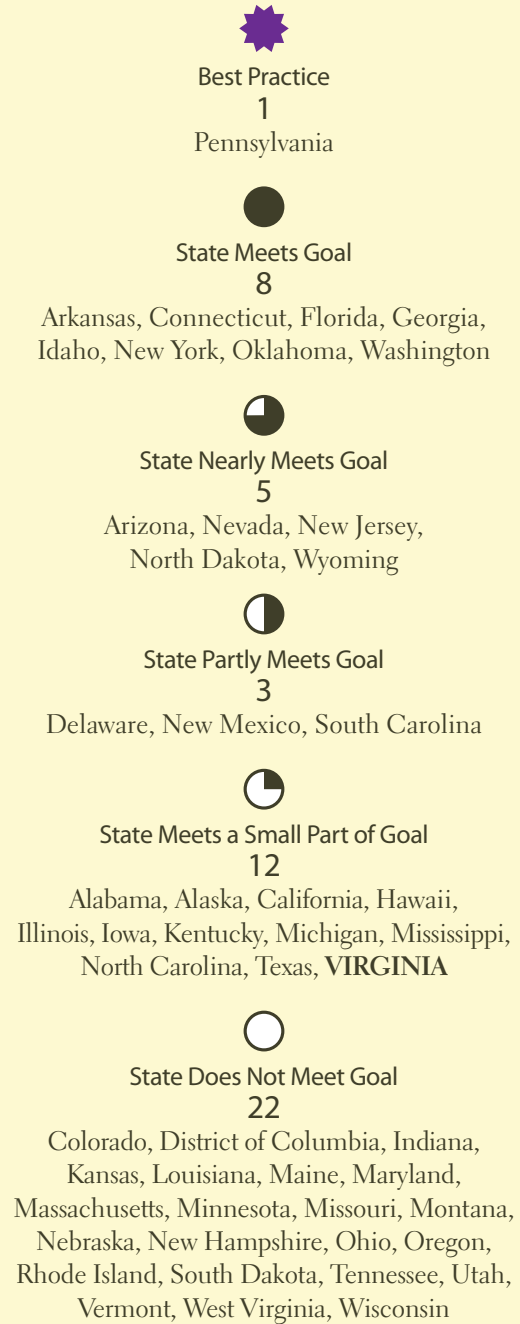 Best Practice
1
Pennsylvania
State Meets Goal
8
Arkansas, Connecticut, Florida, Georgia,
Idaho, New York, Oklahoma, Washington
State Nearly Meets Goal
5
Arizona, Nevada, New Jersey,
North Dakota, Wyoming
State Partly Meets Goal
3
Delaware, New Mexico, South Carolina
State Meets a Small Part of Goal
12
Alabama, Alaska, California, Hawaii,
Illinois, Iowa, Kentucky, Michigan, Mississippi,
North Carolina, Texas, VIRGINIA
State Does Not Meet Goal
22
Colorado, District of Columbia, Indiana,
Kansas, Louisiana, Maine, Maryland,
Massachusetts, Minnesota, Missouri, Montana,
Nebraska, New Hampshire, Ohio, Oregon,
Rhode Island, South Dakota, Tennessee, Utah,
Vermont, West Virginia, Wisconsin